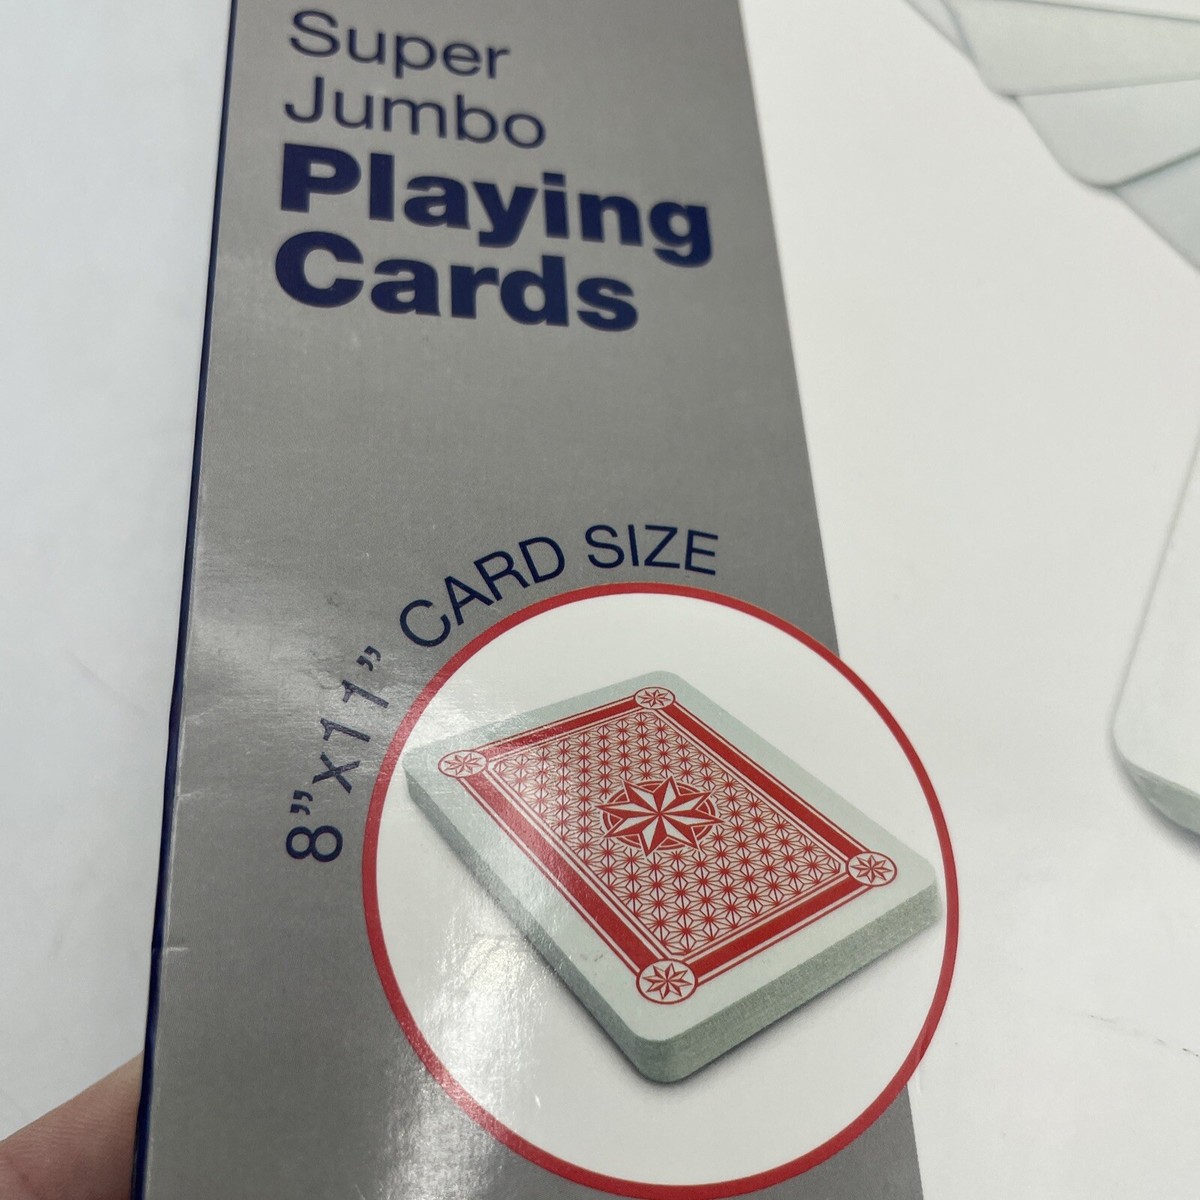 Super
Jumbo
Playing
Cards
8”x11” CARD SIZE